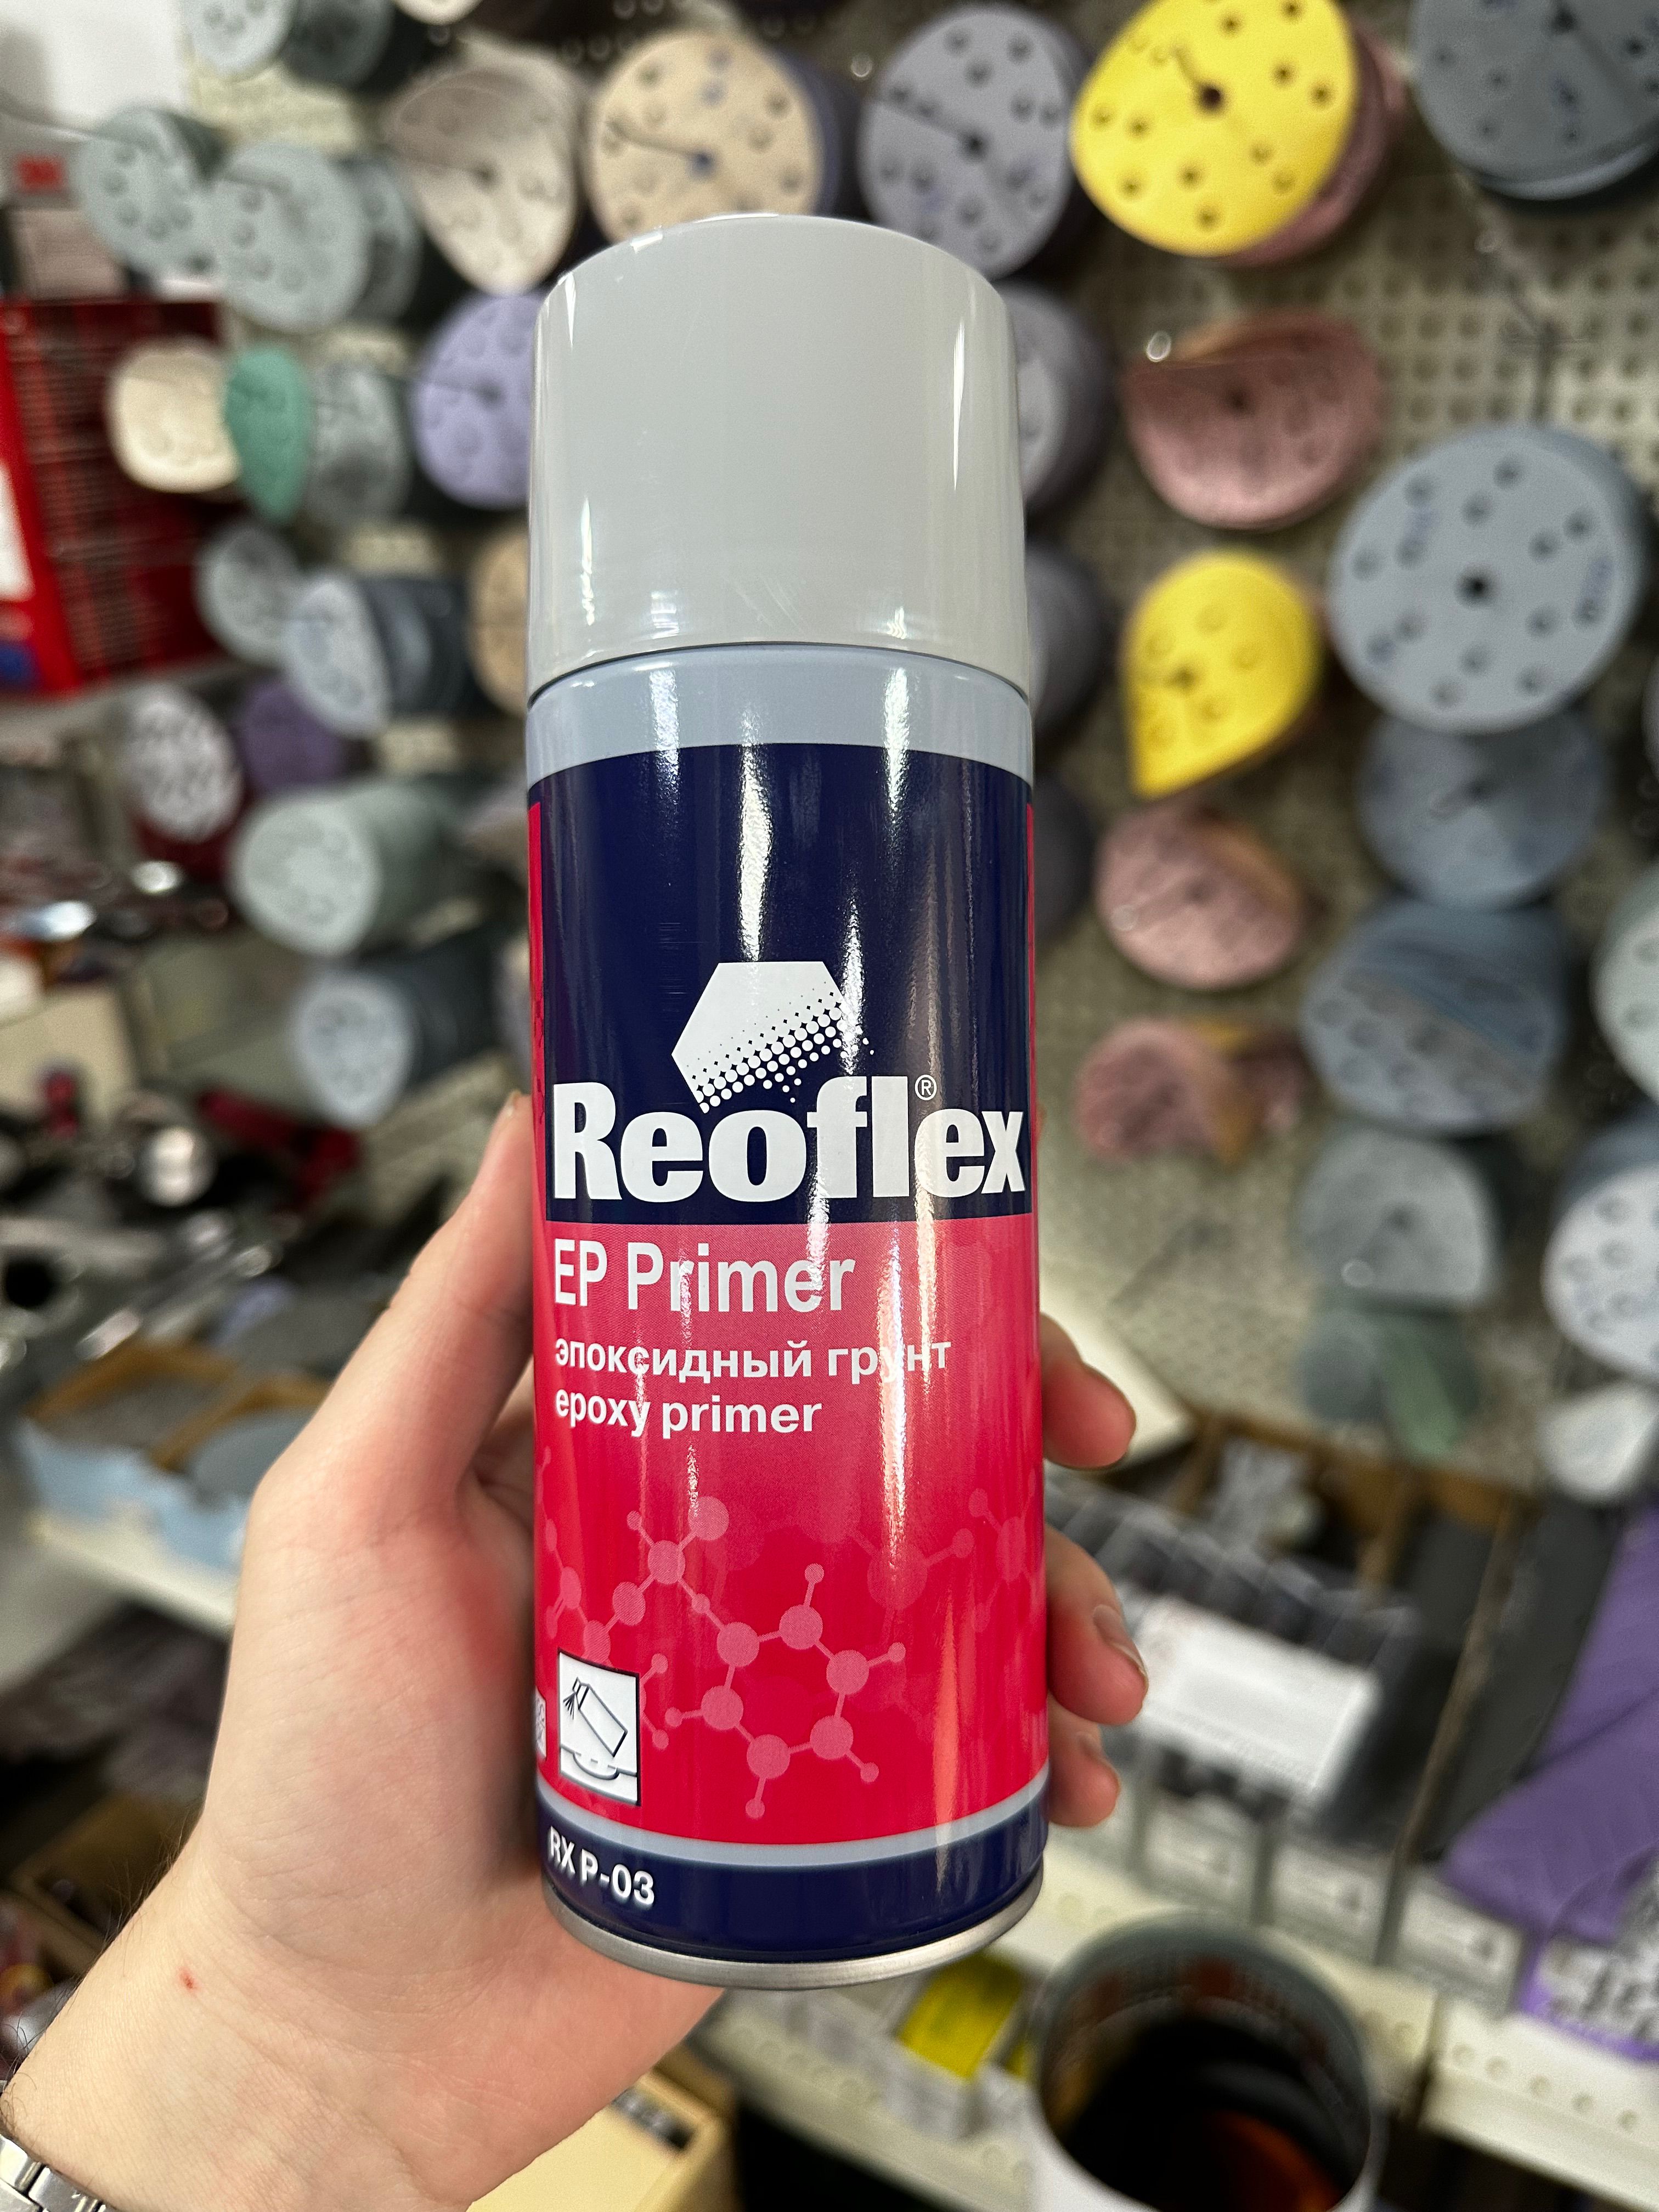 Reoflex®
EP Primer
эпоксидный грунт
epoxy primer
RX P-03